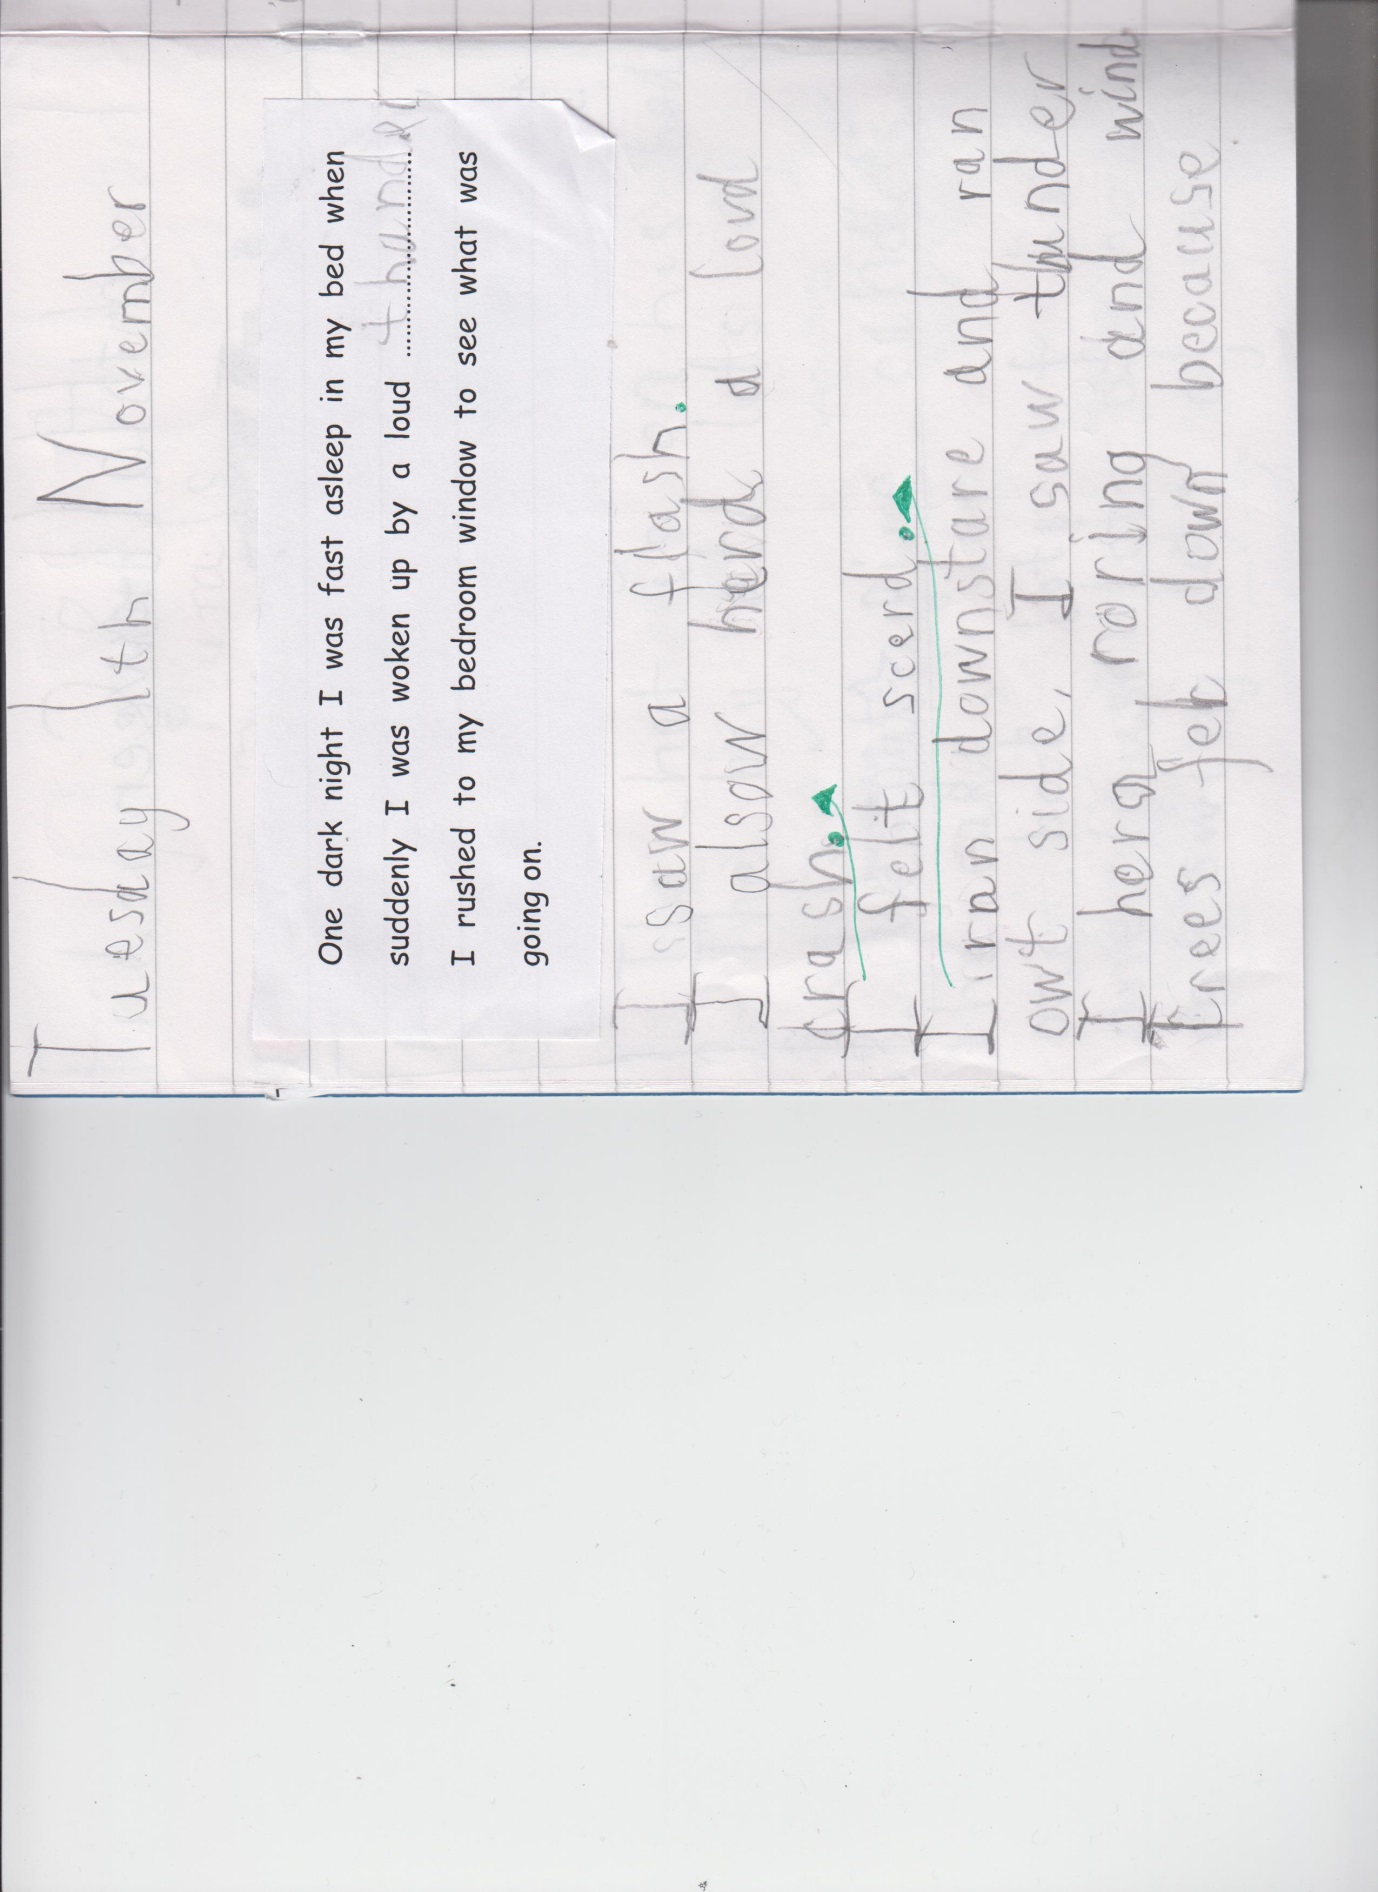 Tuesday 1th November
One dark night I was fast asleep in my bed when
suddenly I was woken up by a loud ........thunder
I rushed to my bedroom window to see what was
going on.
I saw a flash.
I alsow herd a loud
crash.
I felt scerd.
I ran downstare and ran
owt side, I saw thunder
I herd roring and wind
trees fell down because